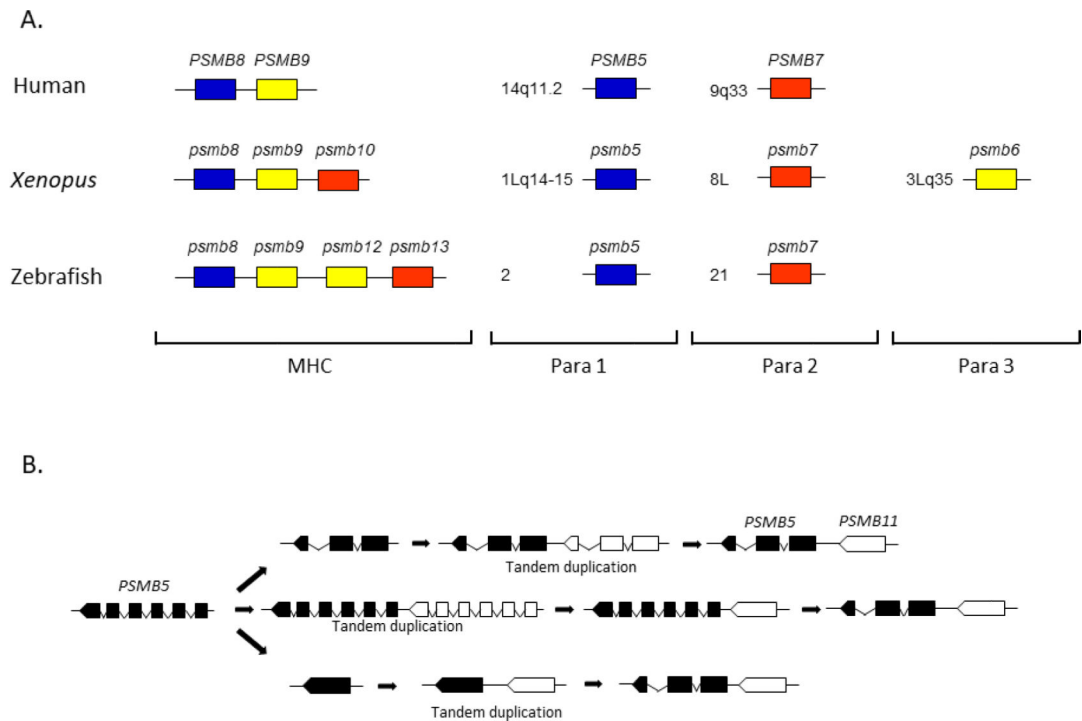 A.
PSMB8 PSMB9 PSMB5 PSMB7
Human 14q11.2 9q33
psmb8 psmb9 psmb10 psmb5 psmb7 psmb6
Xenopus 1Lq14-15 8L 3Lq35
psmb8 psmb9 psmb12 psmb13 psmb5 psmb7
Zebrafish 2 21
MHC Para 1 Para 2 Para 3
B.
PSMB5 PSMB11
Tandem duplication
PSMB5
Tandem duplication
Tandem duplication